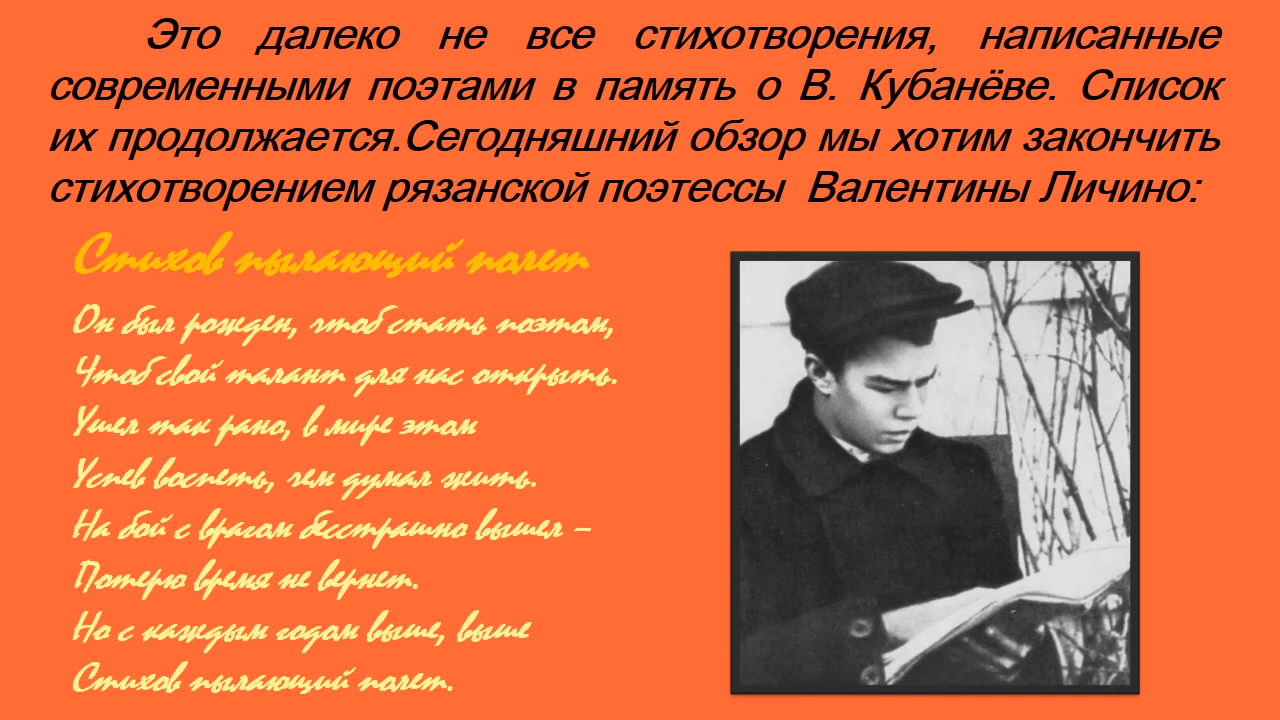 Это далеко не все стихотворения, написанные
современными поэтами в память о В. Кубанёве. Список
их продолжается.Сегодняшний обзор мы хотим закончить
стихотворением рязанской поэтессы Валентины Личино:
Стихов пылающий полет
Он был рожден, чтоб стать поэтом,
Чтоб свой талант для нас открыть.
Ушел так рано, в мире этом
Успев воспеть, чем думал жить.
На бой с врагом бесстрашно вышел –
Потерю время не вернет.
Но с каждым годом выше, выше
Стихов пылающий полет.